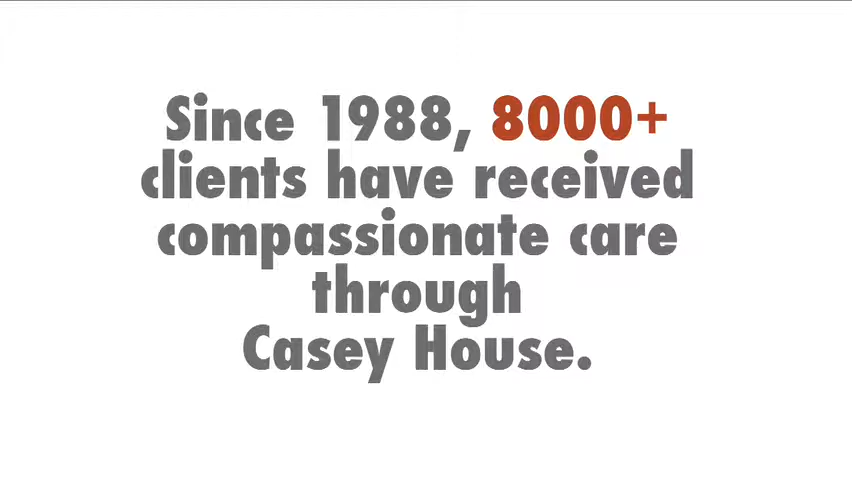 Since 1988, 8000+
clients have received
compassionate care
through
Casey House.